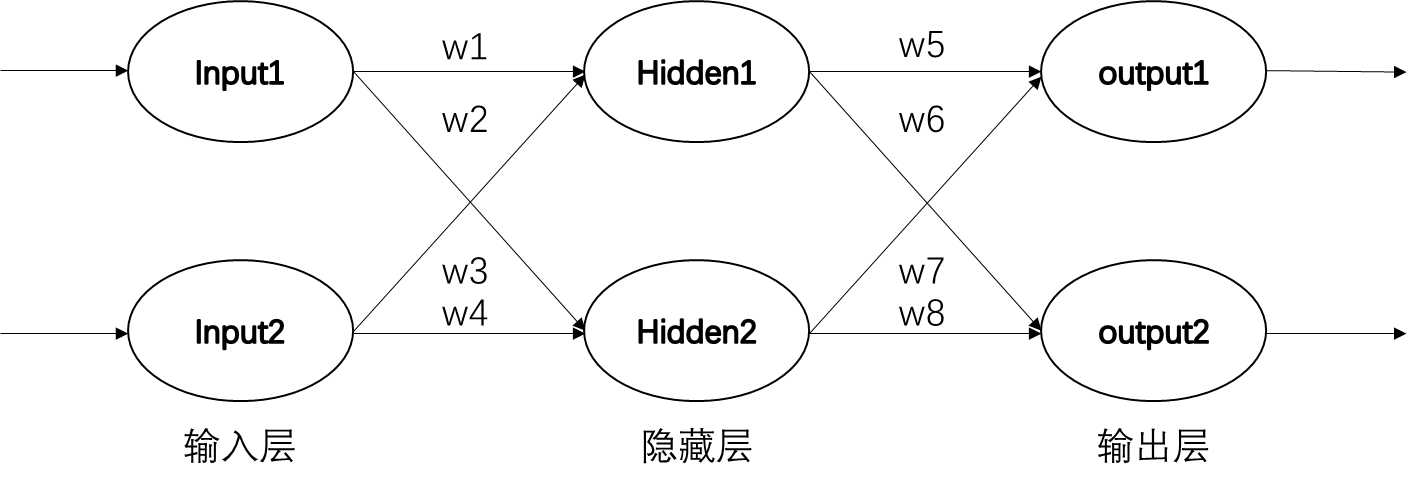 w1
w5
Input1
Hidden1
output1
w2
w6
w3
w7
w4
w8
Input2
Hidden2
output2
输入层
隐藏层
输出层